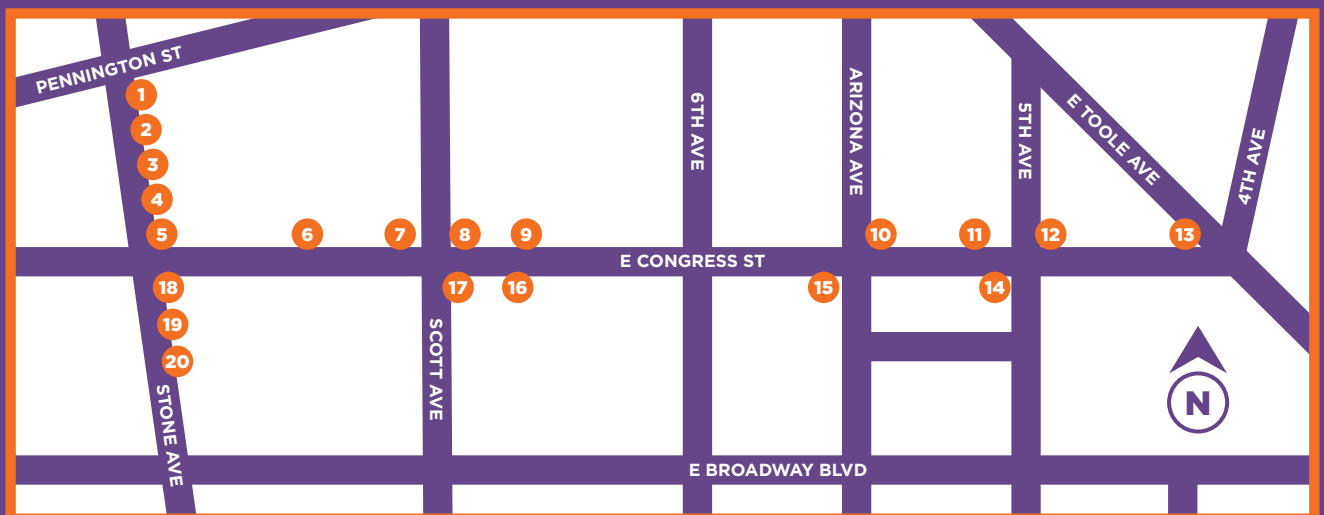 PENNINGTON ST
1
2
3
4
5
6
7
8
9
10
11
12
13
14
15
16
17
18
19
20
6TH AVE
ARIZONA AVE
5TH AVE
E TOOLE AVE
4TH AVE
E CONGRESS ST
SCOTT AVE
STONE AVE
E BROADWAY BLVD
N